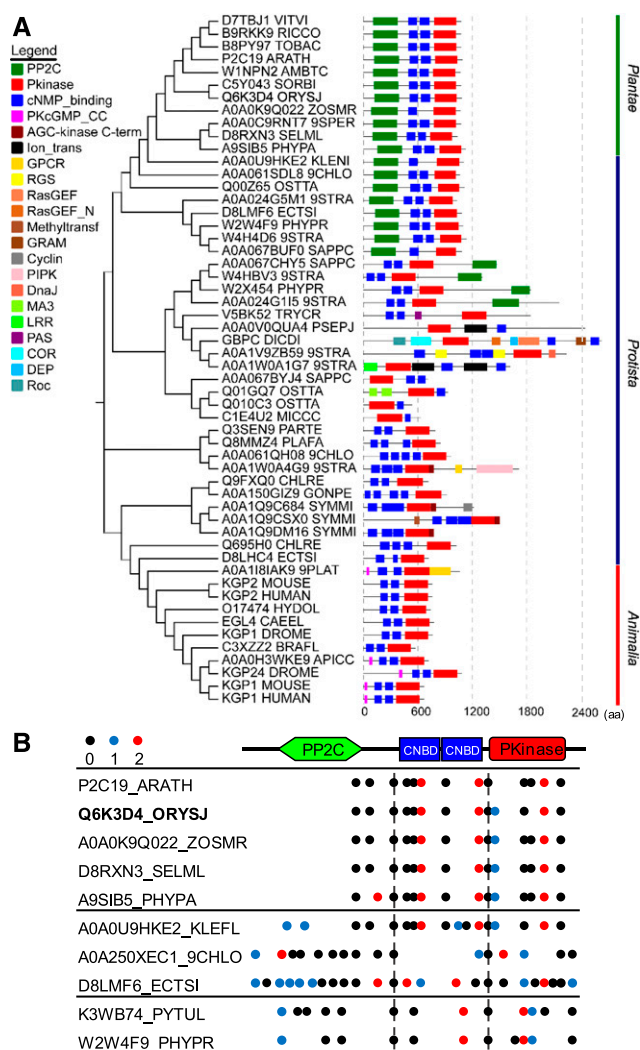 A
Legend
PP2C
Pkinase
cNMP_binding
PKcGMP_CC
AGC-kinase C-term
Ion_trans
GPCR
RGS
RasGEF
RasGEF_N
Methyltransf
GRAM
Cyclin
PIPK
DnaJ
MA3
LRR
PAS
COR
DEP
Roc
D7TBJ1 VITVI
B9RKK9 RICCO
B8PY97 TOBAC
P2C19 ARATH
W1NPN2 AMBTC
C5Y043 SORBI
Q6K3D4 ORYSJ
A0A0K9Q022 ZOSMR
A0A0C9RNT7 9SPER
D8RXN3 SELML
A9SIB5 PHYPA
A0A0U9HKE2 KLENI
A0A061SDL8 9CHLO
Q00Z65 OSTTA
A0A024G5M1 9STRA
D8LMF6 ECTSI
W2W4F9 PHYPR
W4H4D6 9STRA
A0A067BUF0 SAPPC
A0A067CHY5 SAPPC
W4HBV3 9STRA
W2X454 PHYPR
A0A024G1I5 9STRA
V5BK52 TRYCR
A0A0V0QUA4 PSEPJ
GBPC DICDI
A0A1V9ZB59 9STRA
A0A1W0A1G7 9STRA
A0A067BYJ4 SAPPC
Q01GQ7 OSTTA
Q010C3 OSTTA
C1E4U2 MICCC
Q3SEN9 PARTE
Q8MMZ4 PLAFA
A0A061QH08 9CHLO
A0A1W0A4G9 9STRA
Q9FXQ0 CHLRE
A0A150GIZ9 GONPE
A0A1Q9C684 SYMMI
A0A1Q9CSX0 SYMMI
A0A1Q9DM16 SYMMI
Q695H0 CHLRE
D8LHC4 ECTSI
A0A1I8IAK9 9PLAT
KGP2 MOUSE
KGP2 HUMAN
O17474 HYDOL
EGL4 CAEEL
KGP1 DROME
C3XZZ2 BRAFL
A0A0H3WKE9 APICC
KGP24 DROME
KGP1 MOUSE
KGP1 HUMAN
0 600 1200 1800 2400 (aa)
Plantae
Protista
Animalia
B
0 1 2
PP2C CNBD CNBD PKinase
P2C19_ARATH
Q6K3D4_ORYSJ
A0A0K9Q022_ZOSMR
D8RXN3_SELML
A9SIB5_PHYPA
A0A0U9HKE2_KLEFL
A0A250XEC1_9CHLO
D8LMF6_ECTSI
K3WB74_PYTUL
W2W4F9_PHYPR